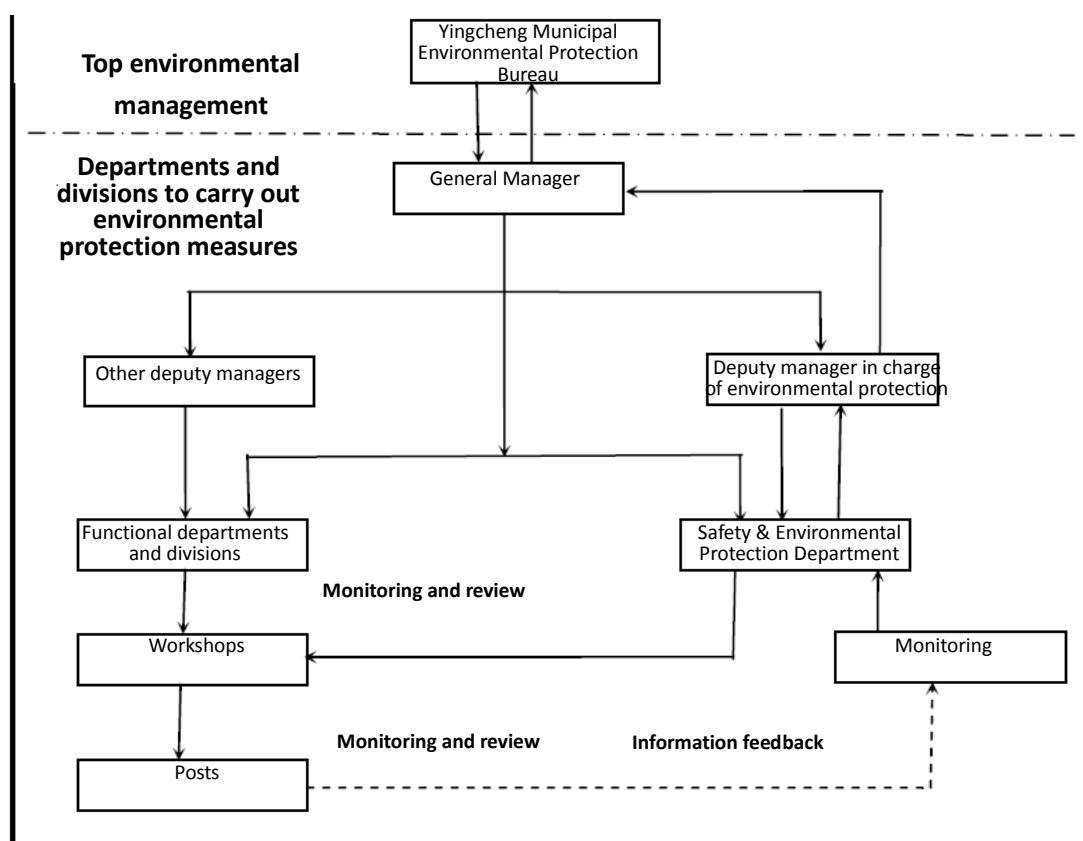 Yingcheng Municipal
Environmental Protection
Bureau
Top environmental
management
Departments and
divisions to carry out
environmental
protection measures
General Manager
Other deputy managers
Deputy manager in charge
of environmental protection
Functional departments
and divisions
Safety & Environmental
Protection Department
Monitoring and review
Workshops
Monitoring
Monitoring and review
Information feedback
Posts